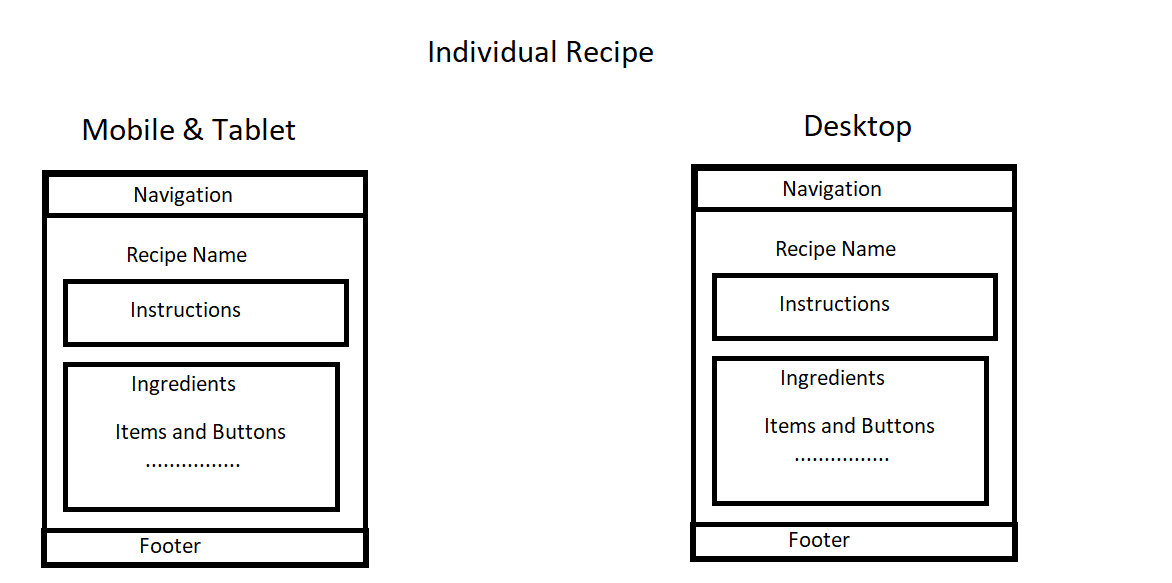 Individual Recipe
Mobile & Tablet
Navigation
Recipe Name
Instructions
Ingredients
Items and Buttons
................
Footer
Desktop
Navigation
Recipe Name
Instructions
Ingredients
Items and Buttons
................
Footer